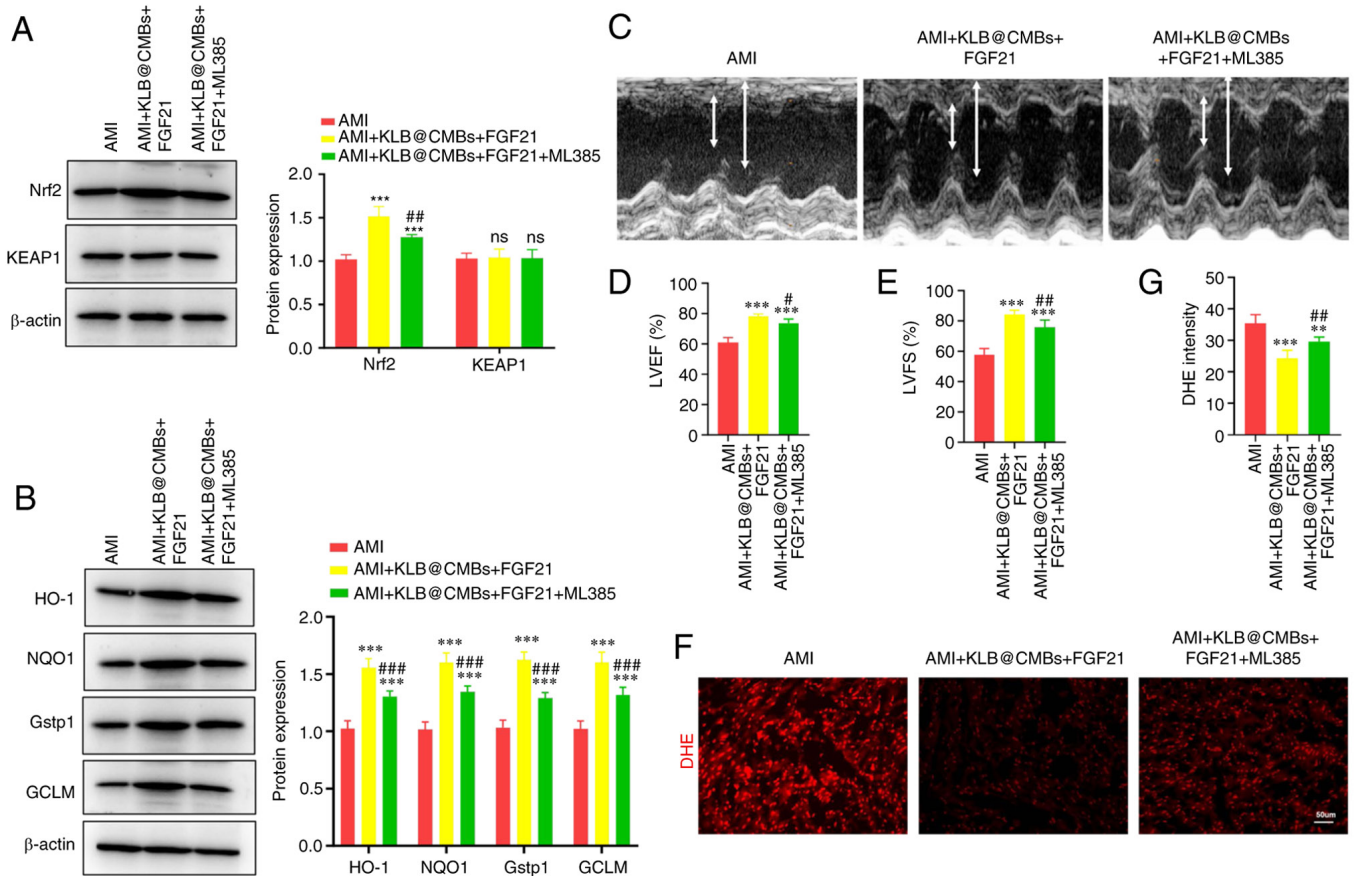 A
AMI
AMI+KLB@CMBs+
FGF21
AMI+KLB@CMBs+
FGF21+ML385
Nrf2
KEAP1
β-actin
AMI
AMI+KLB@CMBs+FGF21
AMI+KLB@CMBs+FGF21+ML385
Protein expression
2.0
1.5
1.0
0.5
0.0
***
##
***
ns
ns
Nrf2
KEAP1
B
AMI
AMI+KLB@CMBs+
FGF21
AMI+KLB@CMBs+
FGF21+ML385
HO-1
NQO1
Gstp1
GCLM
β-actin
AMI
AMI+KLB@CMBs+FGF21
AMI+KLB@CMBs+FGF21+ML385
Protein expression
2.0
1.5
1.0
0.5
0.0
***
###
***
***
###
***
***
###
***
***
###
***
HO-1
NQO1
Gstp1
GCLM
C
AMI
AMI+KLB@CMBs+
FGF21
AMI+KLB@CMBs
+FGF21+ML385
D
LVEF (%)
100
80
60
40
20
0
***
#
***
AMI
AMI+KLB@CMBs+
FGF21
AMI+KLB@CMBs+
FGF21+ML385
E
LVFS (%)
100
80
60
40
20
0
***
##
***
AMI
AMI+KLB@CMBs+
FGF21
AMI+KLB@CMBs+
FGF21+ML385
G
DHE intensity
50
40
30
20
10
0
***
##
**
AMI
AMI+KLB@CMBs+
FGF21
AMI+KLB@CMBs+
FGF21+ML385
F
AMI
AMI+KLB@CMBs+FGF21
AMI+KLB@CMBs+
FGF21+ML385
DHE
50um